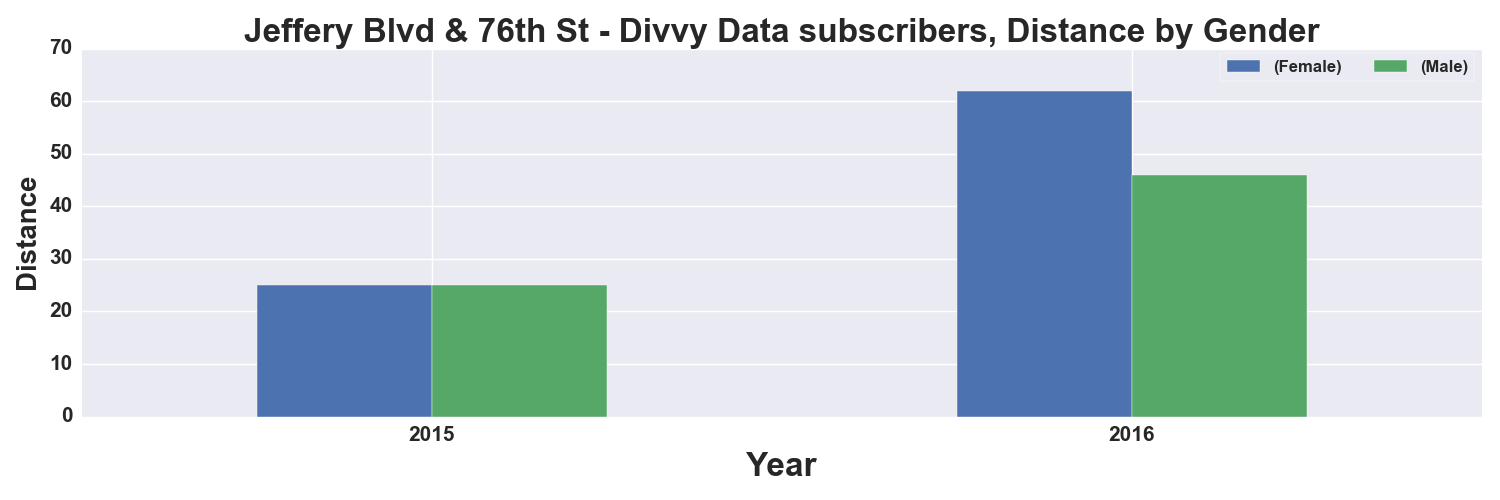 Jeffery Blvd & 76th St - Divvy Data subscribers, Distance by Gender
(Female) (Male)
Distance
70
60
50
40
30
20
10
0
2015 2016
Year